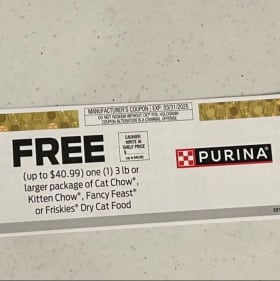 MANUFACTURER'S COUPON | EXP. 03/31/2025
DO NOT REDEEM WITHOUT CIC® FOIL HOLOGRAM.
COUPON ALTERATION IS A CRIMINAL OFFENSE.
FREE
CASHIER
WRITE IN
SHELF PRICE
$
(up to $40.99) one (1) 3 lb or
larger package of Cat Chow®,
Kitten Chow®, Fancy Feast®
or Friskies® Dry Cat Food
PURINA®